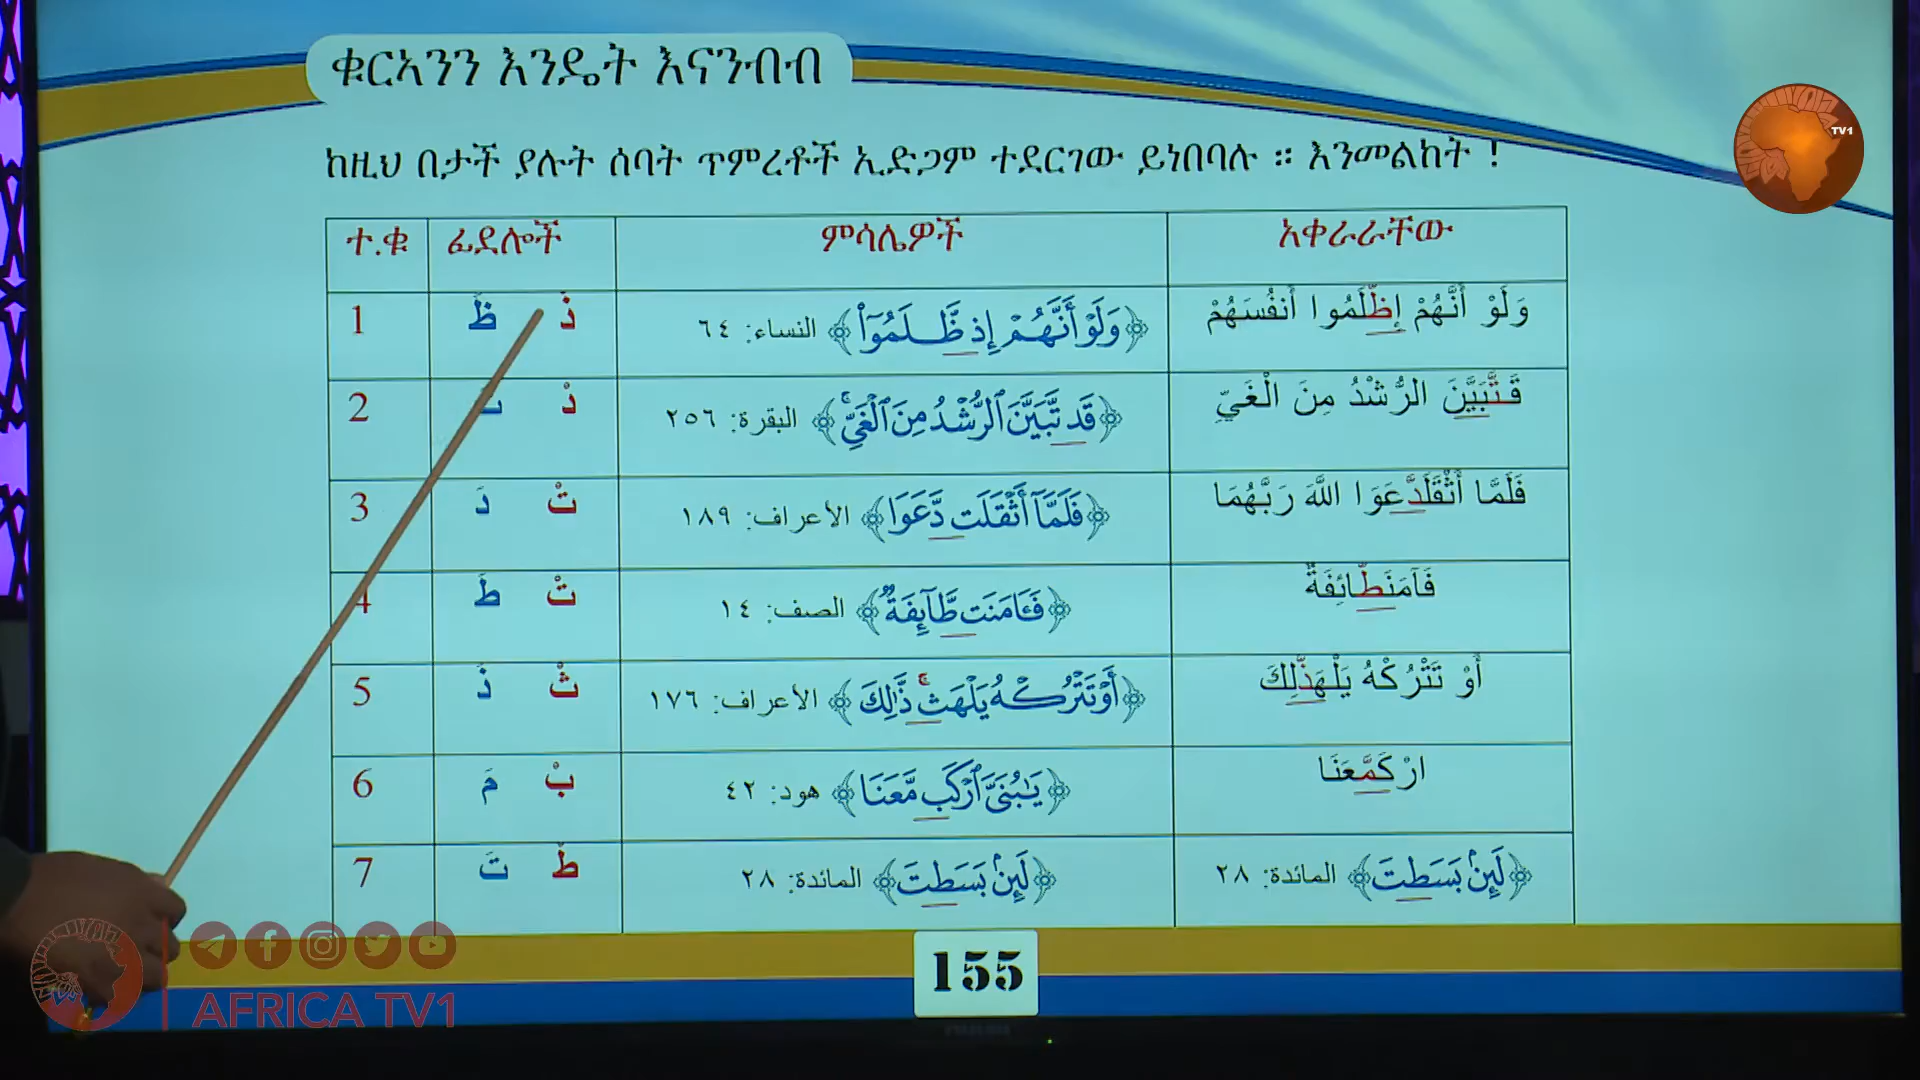 ቁርኣንን እንዴት እናንብብ
TV1
ከዚህ በታች ያሉት ሰባት ጥምረቶች ኢድጋም ተደርገው ይነበባሉ ። እንመልከት !
ተ.ቁ ፊደሎች ምሳሌዎች አቀራራቸው
1 ذْ ظَ ﴿وَلَوْ أَنَّهُمْ إِذ ظَّلَمُوٓا۟﴾ النساء: ٦٤ وَلَوْ أَنَّهُمْ إِظَّلَمُوا أَنفُسَهُمْ
2 دْ ﴿قَد تَّبَيَّنَ ٱلرُّشْدُ مِنَ ٱلْغَيِّۚ﴾ البقرة: ٢٥٦ قَتَّبَيَّنَ الرُّشْدُ مِنَ الْغَيِّ
3 تْ دَ ﴿فَلَمَّآ أَثْقَلَت دَّعَوَا﴾ الأعراف: ١٨٩ فَلَمَّا أَثْقَلَدَّعَوَا اللَّهَ رَبَّهُمَا
4 تْ طَ ﴿فَـَٔامَنَت طَّآئِفَةٌ﴾ الصف: ١٤ فَآمَنَطَّائِفَةٌ
5 ثْ ذَ ﴿أَوْ تَتْرُكْهُ يَلْهَث ۚ ذَّٰلِكَ﴾ الأعراف: ١٧٦ أَوْ تَتْرُكْهُ يَلْهَذَّلِكَ
6 بْ مَ ﴿يَـٰبُنَىَّ ٱرْكَب مَّعَنَا﴾ هود: ٤٢ ارْكَمَّعَنَا
7 طْ تَ ﴿لَئِنۢ بَسَطتَ﴾ المائدة: ٢٨ ﴿لَئِنۢ بَسَطتَ﴾ المائدة: ٢٨
155
AFRICA TV1